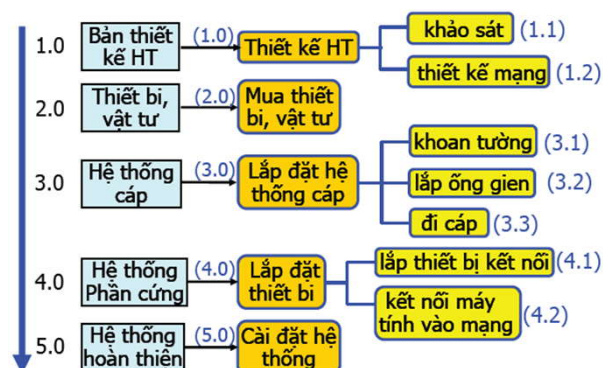 1.0 Bản thiết kế HT (1.0) Thiết kế HT
khảo sát (1.1)
thiết kế mạng (1.2)
2.0 Thiết bi, vật tư (2.0) Mua thiết bi, vật tư
3.0 Hệ thống cáp (3.0) Lắp đặt hệ thống cáp
khoan tường (3.1)
lắp ống gien (3.2)
đi cáp (3.3)
4.0 Hệ thống Phần cứng (4.0) Lắp đặt thiết bi
lắp thiết bị kết nối (4.1)
kết nối máy tính vào mạng (4.2)
5.0 Hệ thống hoàn thiện (5.0) Cài đặt hệ thống